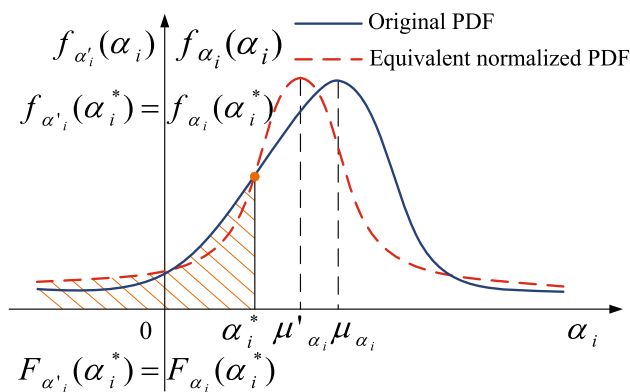 f_{α'_i}(α_i) f_{α_i}(α_i)
Original PDF
Equivalent normalized PDF
f_{α'_i}(α_i^*) = f_{α_i}(α_i^*)
0 α_i^* μ'_{α_i} μ_{α_i} α_i
F_{α'_i}(α_i^*) = F_{α_i}(α_i^*)